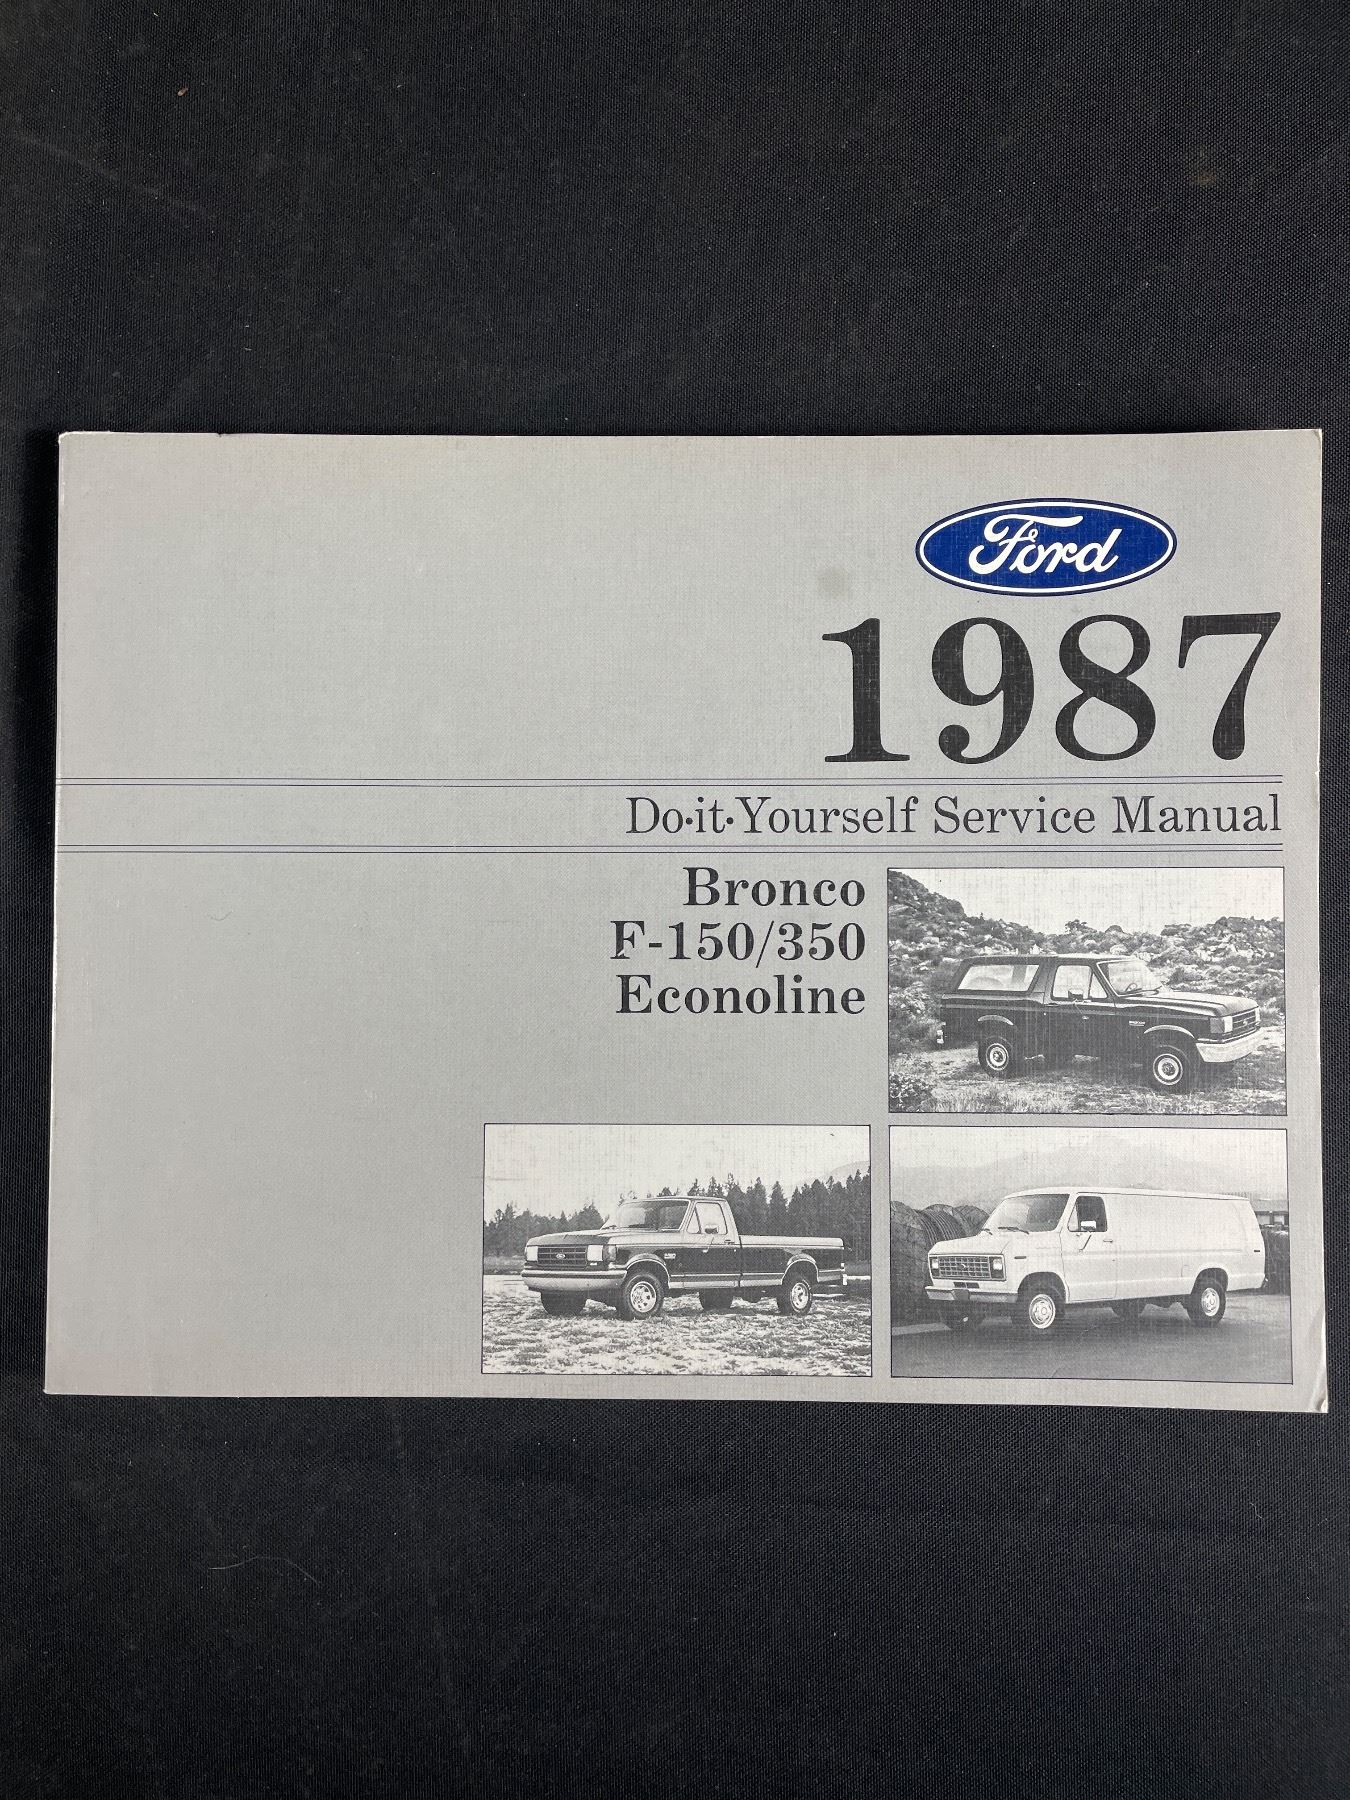 Ford
1987
Do·it·Yourself Service Manual
Bronco
F-150/350
Econoline